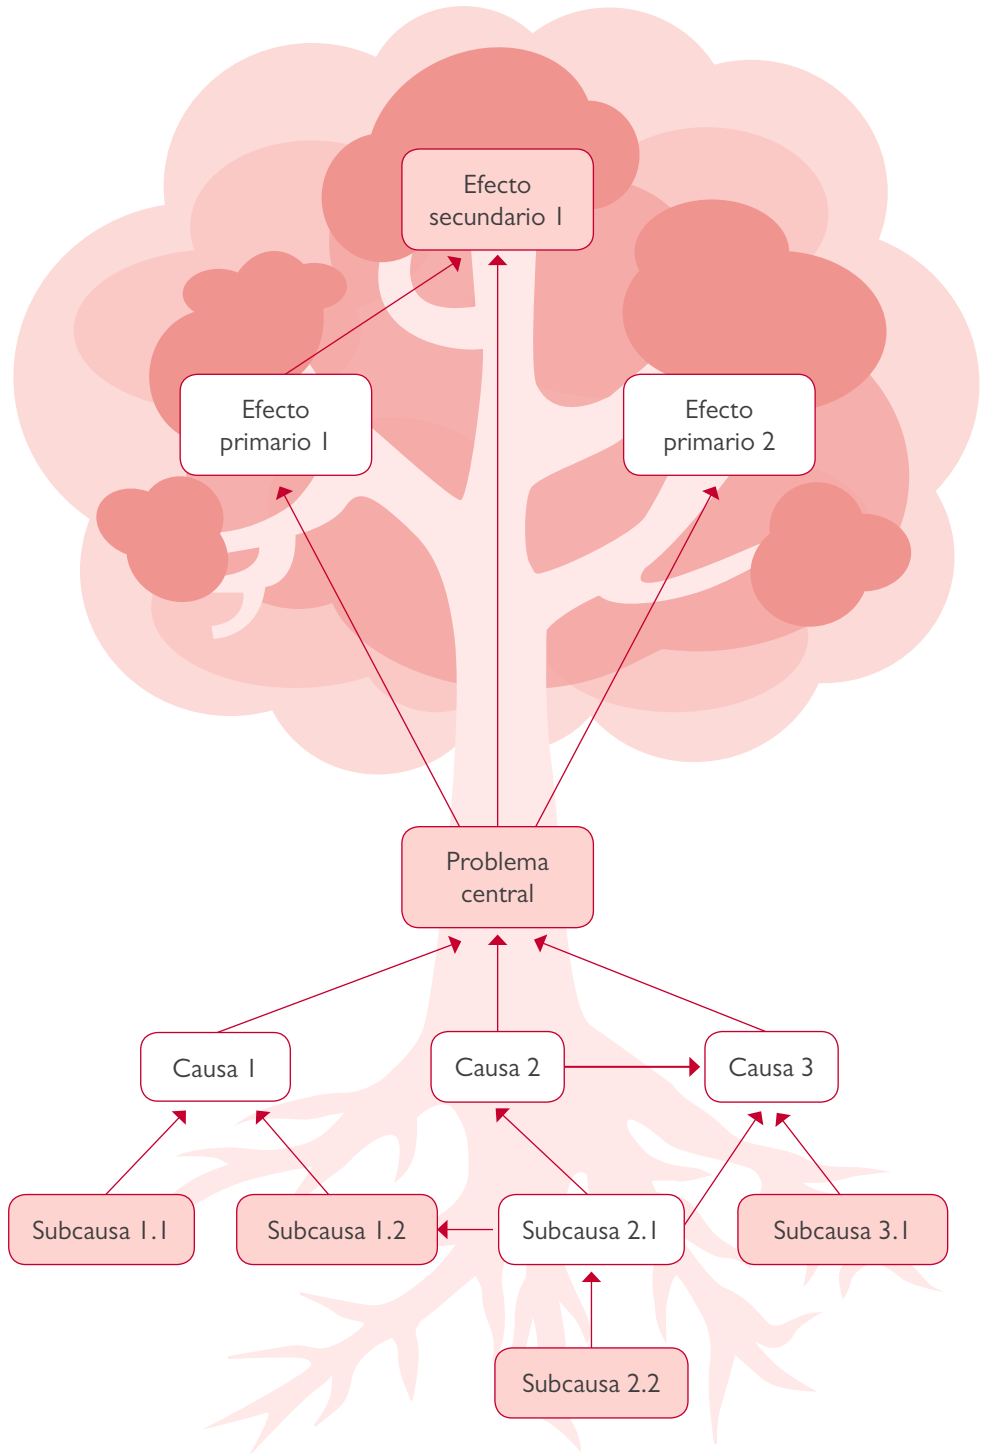 Efecto
secundario 1
Efecto
primario 1
Efecto
primario 2
Problema
central
Causa 1
Causa 2
Causa 3
Subcausa 1.1
Subcausa 1.2
Subcausa 2.1
Subcausa 3.1
Subcausa 2.2